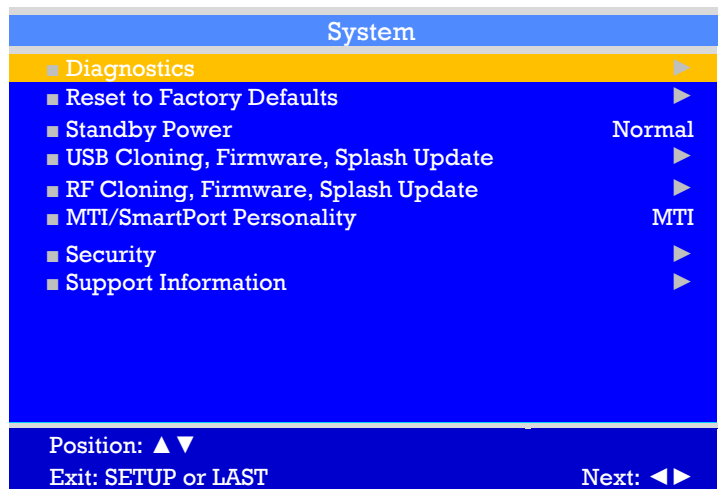 System
■ Diagnostics ►
■ Reset to Factory Defaults ►
■ Standby Power Normal
■ USB Cloning, Firmware, Splash Update ►
■ RF Cloning, Firmware, Splash Update ►
■ MTI/SmartPort Personality MTI
■ Security ►
■ Support Information ►
Position: ▲▼
Exit: SETUP or LAST Next: ◄►